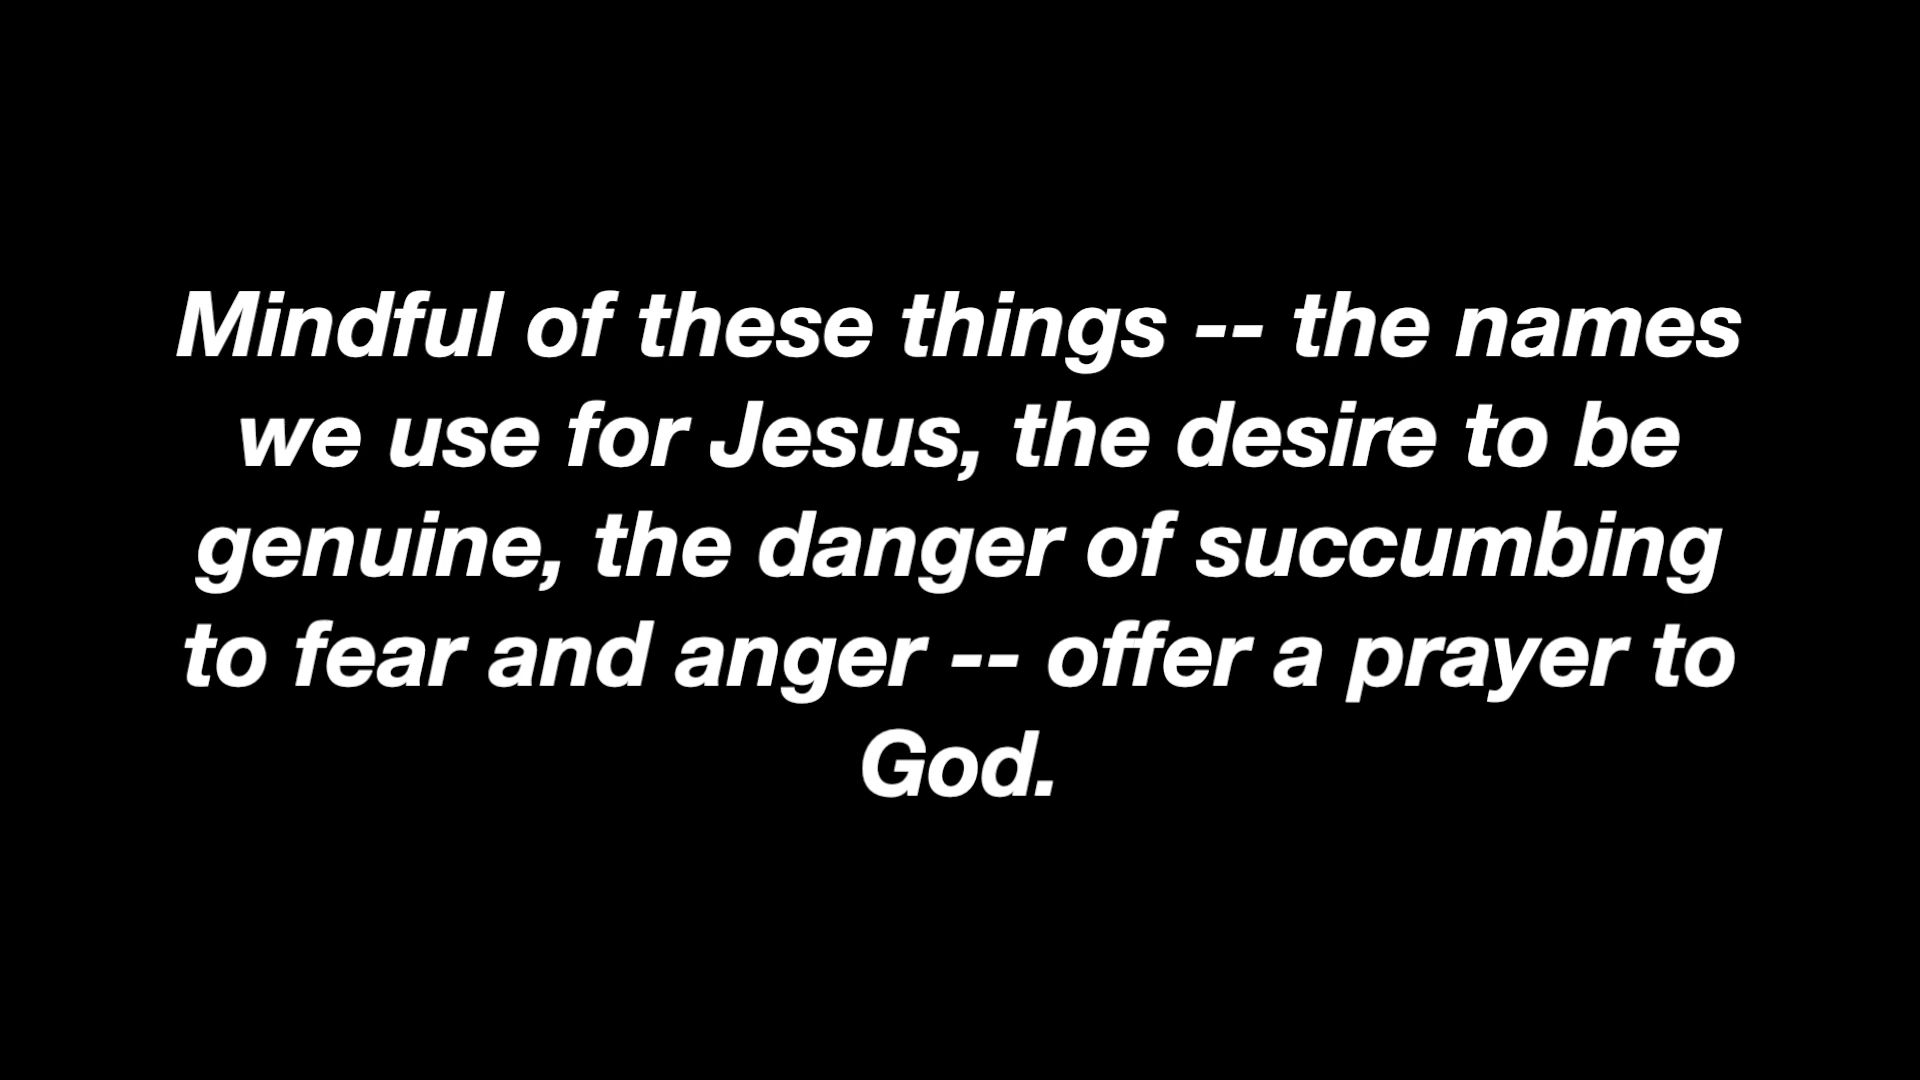 Mindful of these things -- the names
we use for Jesus, the desire to be
genuine, the danger of succumbing
to fear and anger -- offer a prayer to
God.